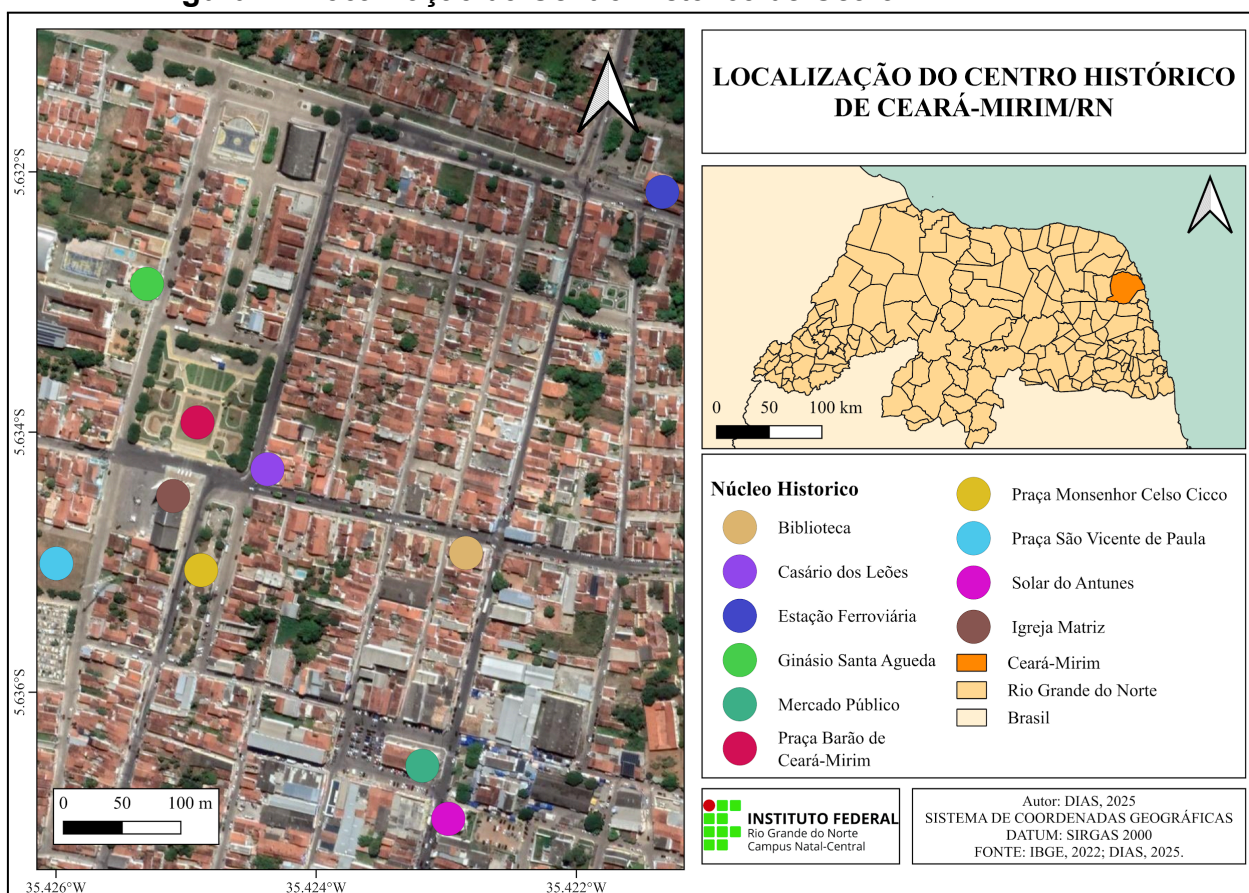 LOCALIZAÇÃO DO CENTRO HISTÓRICO
DE CEARÁ-MIRIM/RN
5.632°S
5.634°S
5.636°S
35.426°W
35.424°W
35.422°W
0 50 100 m
0 50 100 km
Núcleo Historico
Biblioteca
Casário dos Leões
Estação Ferroviária
Ginásio Santa Agueda
Mercado Público
Praça Barão de
Ceará-Mirim
Praça Monsenhor Celso Cicco
Praça São Vicente de Paula
Solar do Antunes
Igreja Matriz
Ceará-Mirim
Rio Grande do Norte
Brasil
INSTITUTO FEDERAL
Rio Grande do Norte
Campus Natal-Central
Autor: DIAS, 2025
SISTEMA DE COORDENADAS GEOGRÁFICAS
DATUM: SIRGAS 2000
FONTE: IBGE, 2022; DIAS, 2025.